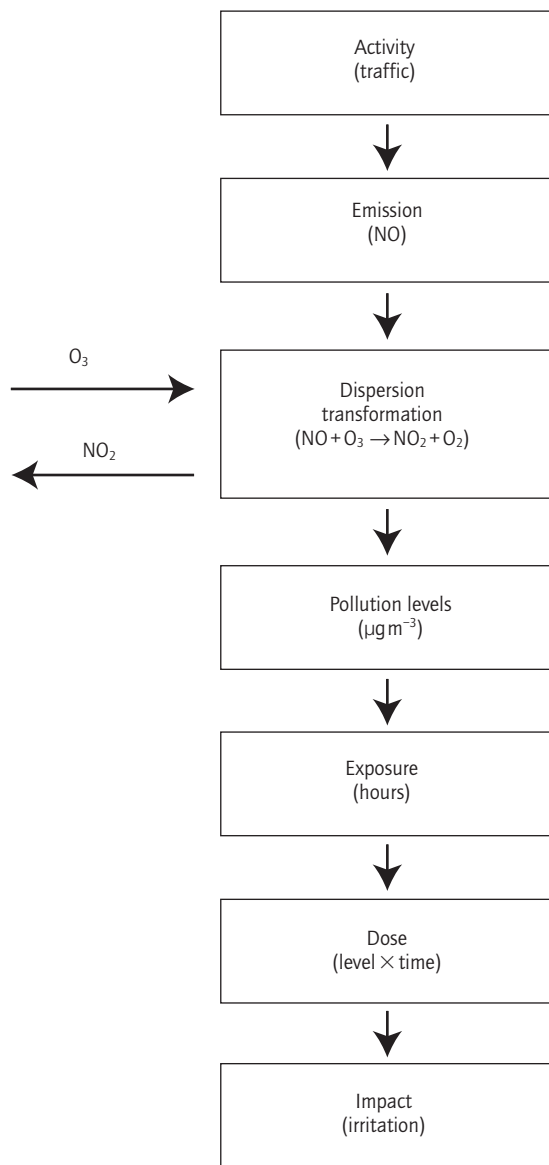 Activity
(traffic)
Emission
(NO)
O₃
NO₂
Dispersion
transformation
(NO + O₃ → NO₂ + O₂)
Pollution levels
(µg m⁻³)
Exposure
(hours)
Dose
(level × time)
Impact
(irritation)